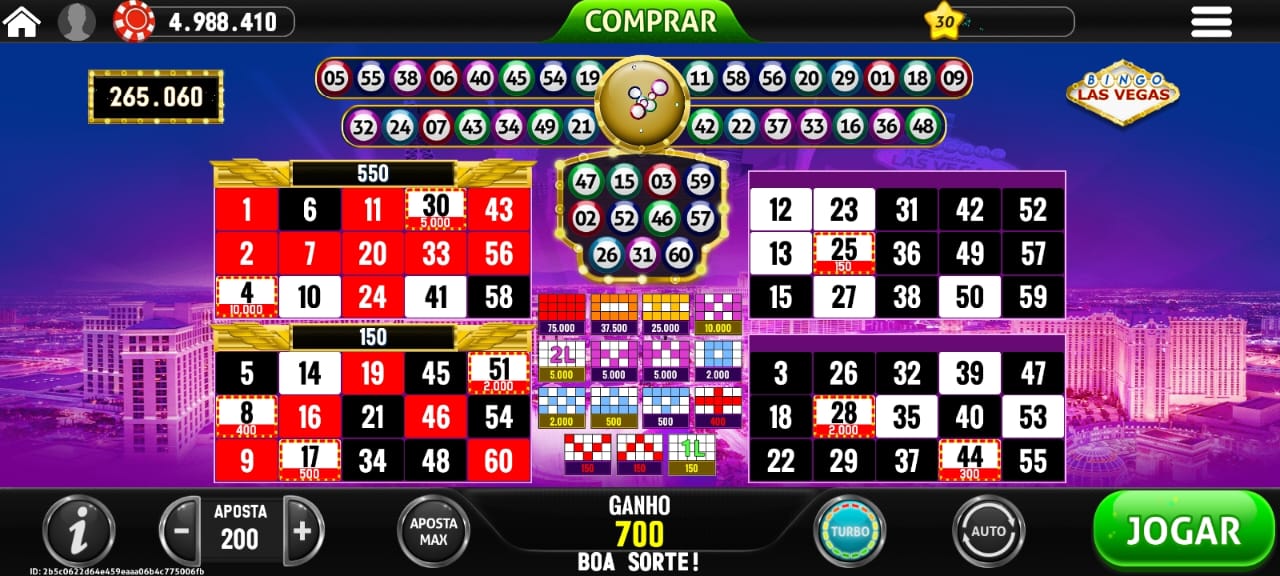 4.988.410
COMPRAR
30
265.060
05 55 38 06 40 45 54 19 11 58 56 20 29 01 18 09
32 24 07 43 34 49 21 42 22 37 33 16 36 48
47 15 03 59
02 52 46 57
26 31 60
BINGO
LAS VEGAS
550
1 6 11 30 43
5,000
2 7 20 33 56
4 10 24 41 58
10,000
150
5 14 19 45 51
2,000
8 16 21 46 54
400
9 17 34 48 60
500
12 23 31 42 52
13 25 36 49 57
150
15 27 38 50 59
3 26 32 39 47
18 28 35 40 53
2,000
22 29 37 44 55
300
75.000 37.500 25.000 10.000
2L
5.000 5.000 5.000 2.000
2.000 500 500 400
1L
150 150 150
APOSTA
200
APOSTA
MAX
GANHO
700
BOA SORTE!
TURBO
AUTO
JOGAR
ID: 2b5c0622d64e459eaaa06b4c775006fb